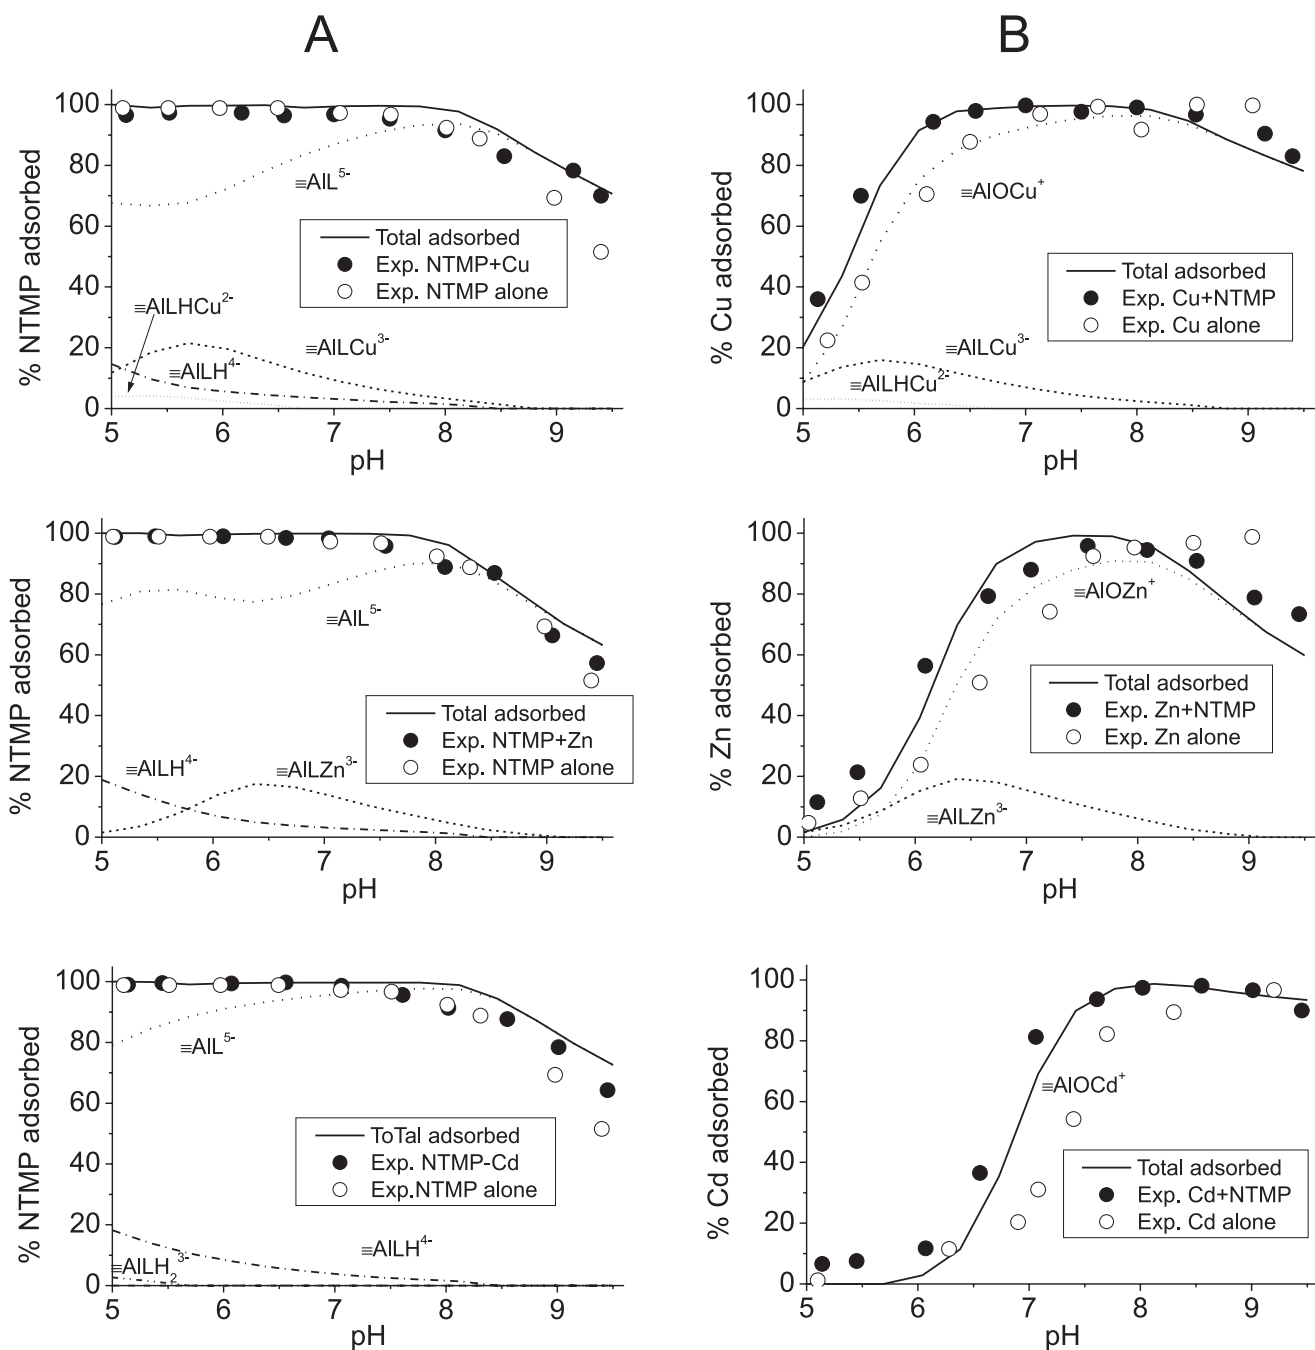 A
B
% NTMP adsorbed
100
80
60
40
20
0
≡AlL5-
Total adsorbed
Exp. NTMP+Cu
Exp. NTMP alone
≡AlLHCu2-
≡AlLCu3-
≡AlLH4-
5 6 7 8 9
pH
% Cu adsorbed
100
80
60
40
20
0
≡AlOCu+
Total adsorbed
Exp. Cu+NTMP
Exp. Cu alone
≡AlLCu3-
≡AlLHCu2-
5 6 7 8 9
pH
% NTMP adsorbed
100
80
60
40
20
0
≡AlL5-
Total adsorbed
Exp. NTMP+Zn
Exp. NTMP alone
≡AlLH4-
≡AlLZn3-
5 6 7 8 9
pH
% Zn adsorbed
100
80
60
40
20
0
≡AlOZn+
Total adsorbed
Exp. Zn+NTMP
Exp. Zn alone
≡AlLZn3-
5 6 7 8 9
pH
% NTMP adsorbed
100
80
60
40
20
0
≡AlL5-
ToTal adsorbed
Exp. NTMP-Cd
Exp.NTMP alone
≡AlLH4-
≡AlLH23-
5 6 7 8 9
pH
% Cd adsorbed
100
80
60
40
20
0
≡AlOCd+
Total adsorbed
Exp. Cd+NTMP
Exp. Cd alone
5 6 7 8 9
pH